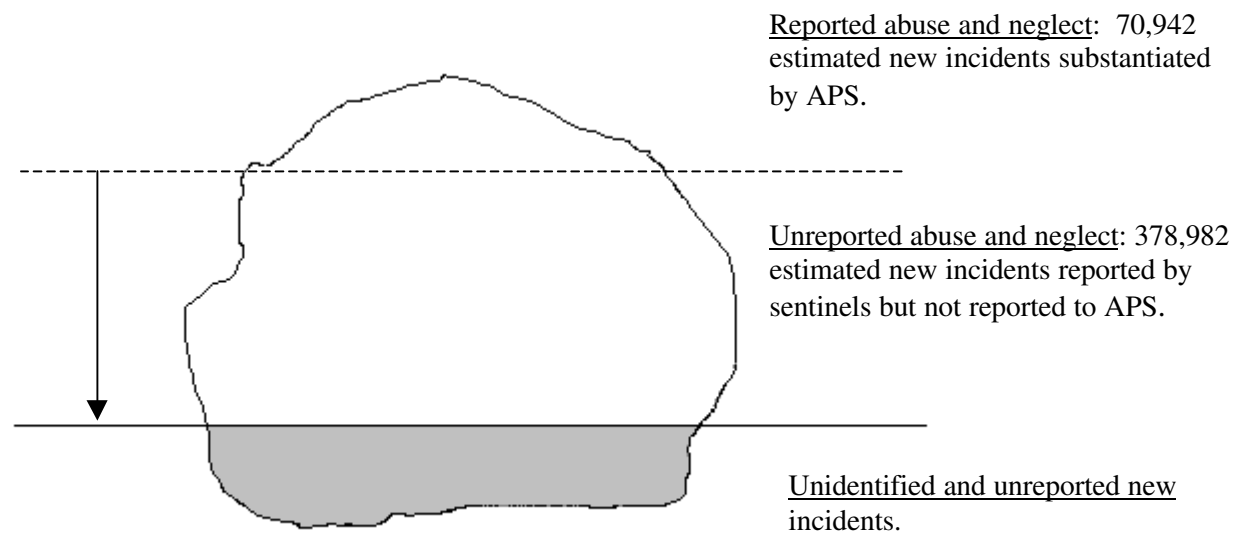 Reported abuse and neglect: 70,942
estimated new incidents substantiated
by APS.
Unreported abuse and neglect: 378,982
estimated new incidents reported by
sentinels but not reported to APS.
Unidentified and unreported new
incidents.